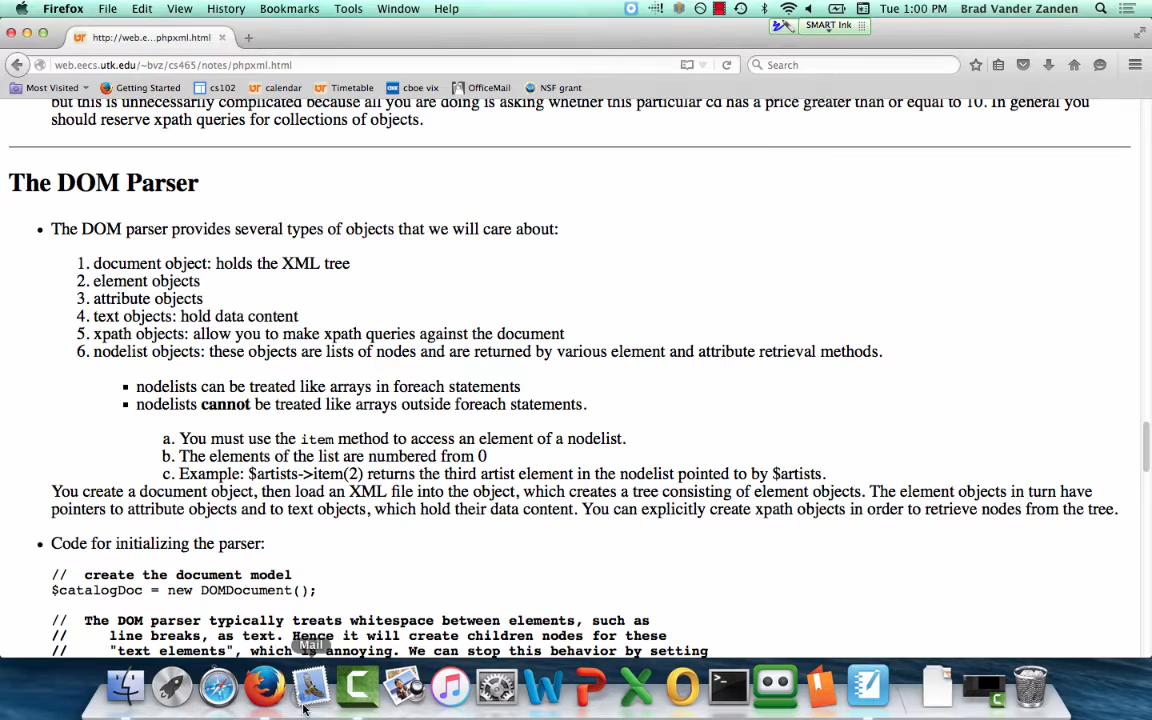 Firefox File Edit View History Bookmarks Tools Window Help Tue 1:00 PM Brad Vander Zanden
SMART Ink
http://web.e...phpxml.html
web.eecs.utk.edu/~bvz/cs465/notes/phpxml.html Search
Most Visited Getting Started cs102 calendar Timetable cboe vix OfficeMail NSF grant
but this is unnecessarily complicated because all you are doing is asking whether this particular cd has a price greater than or equal to 10. In general you
should reserve xpath queries for collections of objects.
The DOM Parser
• The DOM parser provides several types of objects that we will care about:
1. document object: holds the XML tree
2. element objects
3. attribute objects
4. text objects: hold data content
5. xpath objects: allow you to make xpath queries against the document
6. nodelist objects: these objects are lists of nodes and are returned by various element and attribute retrieval methods.
▪ nodelists can be treated like arrays in foreach statements
▪ nodelists cannot be treated like arrays outside foreach statements.
a. You must use the item method to access an element of a nodelist.
b. The elements of the list are numbered from 0
c. Example: $artists->item(2) returns the third artist element in the nodelist pointed to by $artists.
You create a document object, then load an XML file into the object, which creates a tree consisting of element objects. The element objects in turn have
pointers to attribute objects and to text objects, which hold their data content. You can explicitly create xpath objects in order to retrieve nodes from the tree.
• Code for initializing the parser:
// create the document model
$catalogDoc = new DOMDocument();
// The DOM parser typically treats whitespace between elements, such as
// line breaks, as text. Hence it will create children nodes for these
// "text elements", which is annoying. We can stop this behavior by setting
Mail